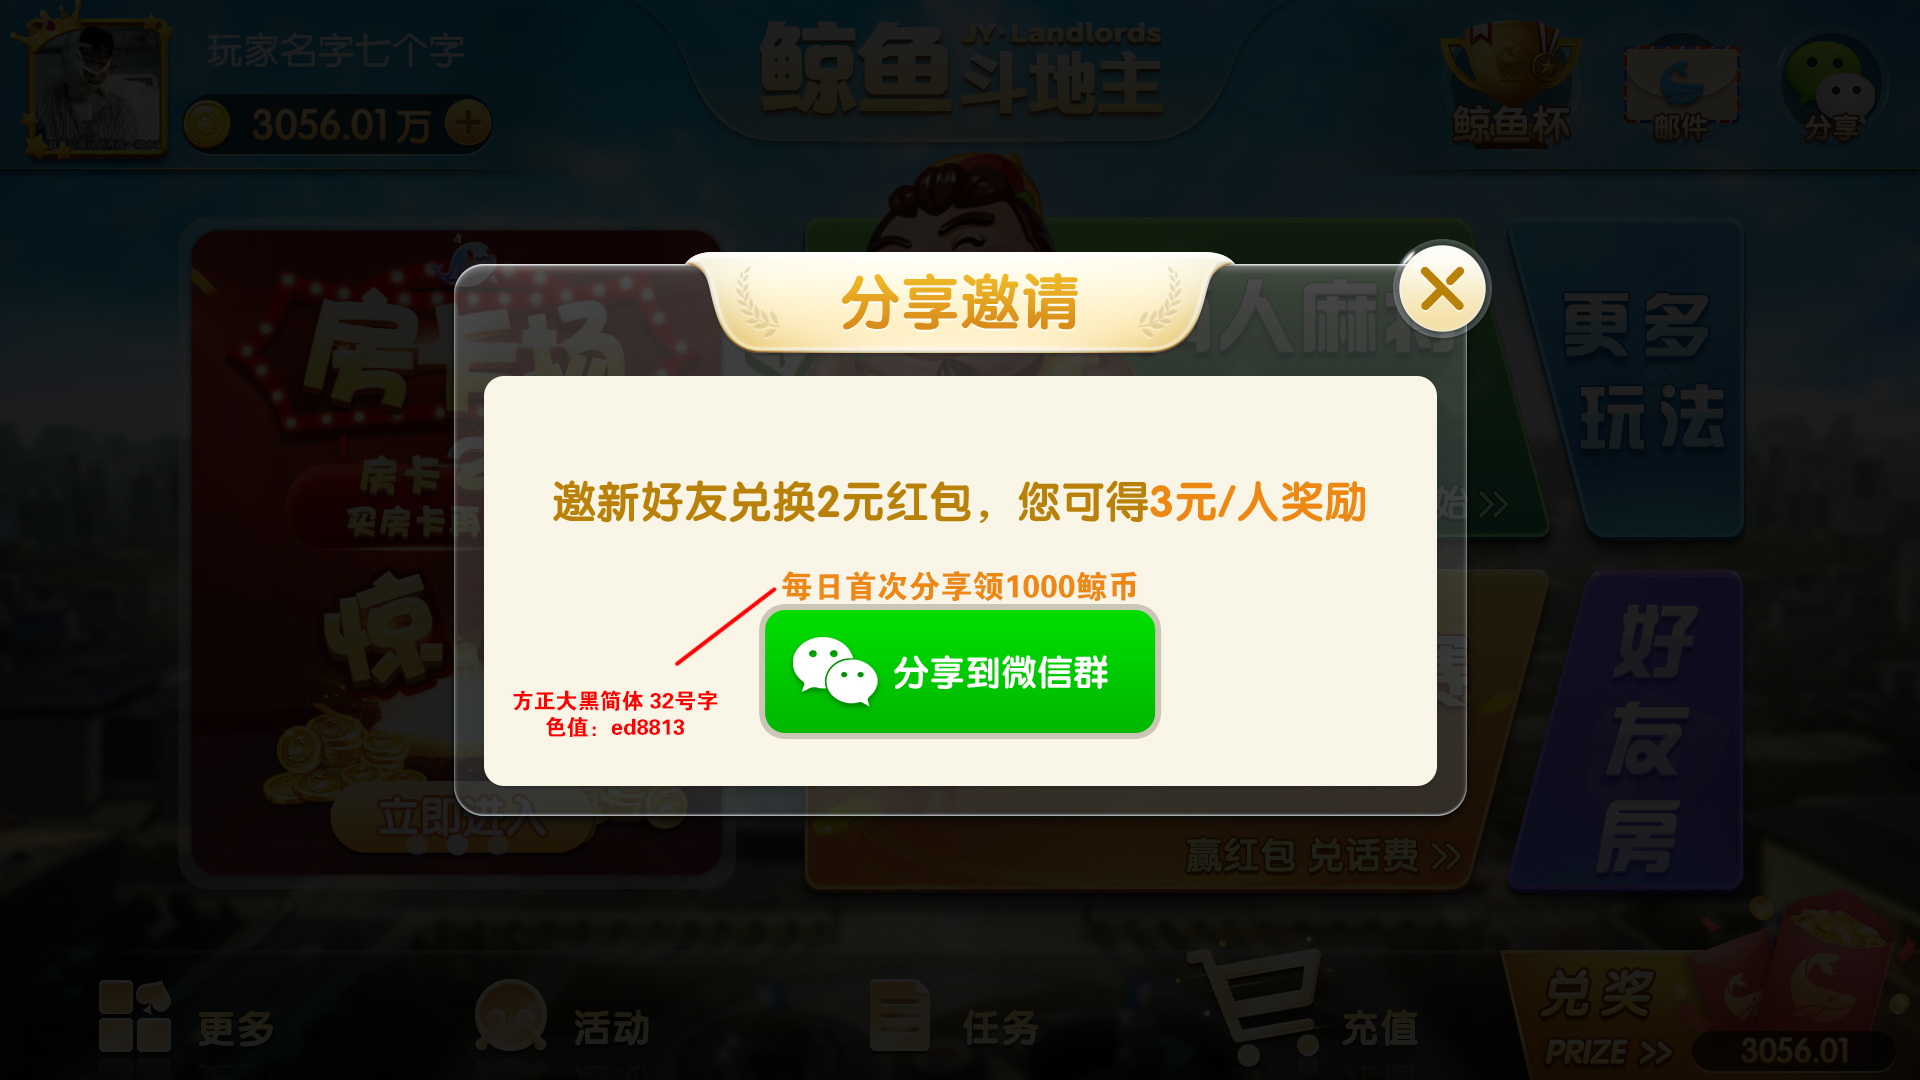 玩家名字七个字
3056.01万
鲸鱼
JY-Landlords
斗地主
鲸鱼杯
邮件
分享
分享邀请
房卡场
人麻将
更多
玩法
房卡
买房卡再
邀新好友兑换2元红包，您可得3元/人奖励
始
惊
每日首次分享领1000鲸币
分享到微信群
方正大黑简体 32号字
色值：ed8813
赛
好友房
立即进入
赢红包 兑话费
更多
活动
任务
充值
兑奖
PRIZE >>
3056.01